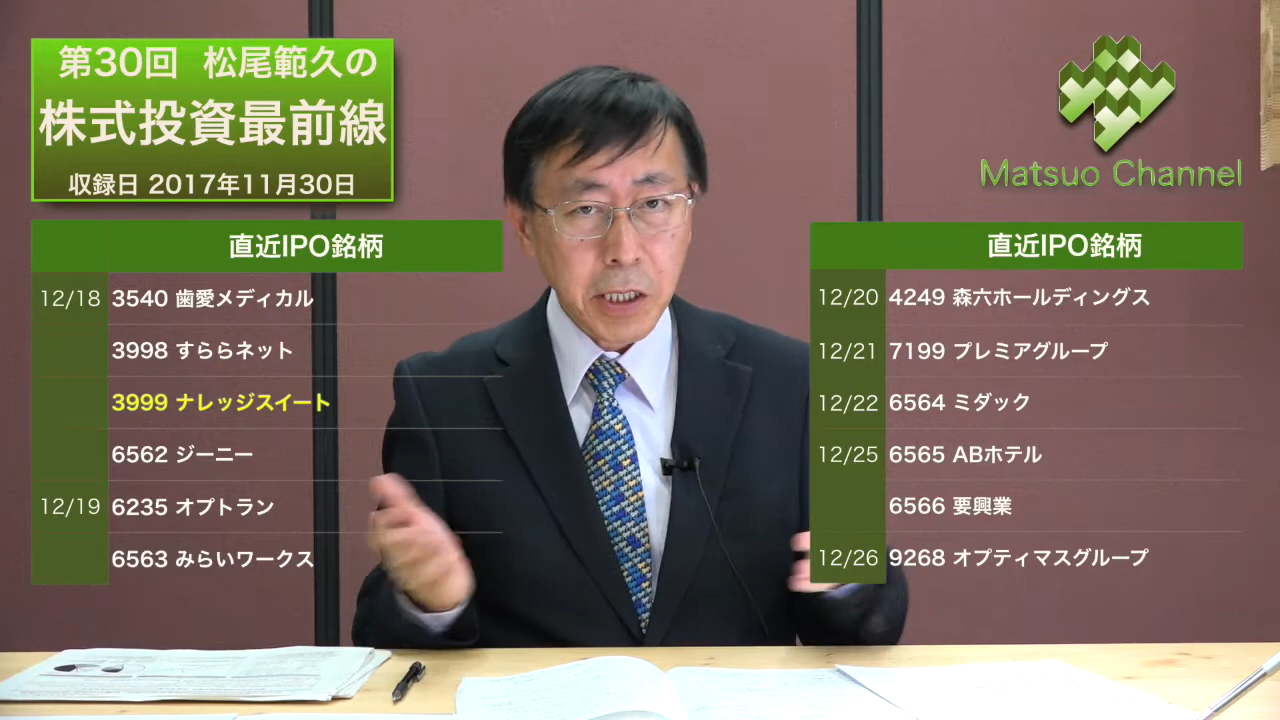 第30回 松尾範久の
株式投資最前線
収録日 2017年11月30日
Matsuo Channel
直近IPO銘柄
12/18 3540 歯愛メディカル
3998 すららネット
3999 ナレッジスイート
6562 ジーニー
12/19 6235 オプトラン
6563 みらいワークス
直近IPO銘柄
12/20 4249 森六ホールディングス
12/21 7199 プレミアグループ
12/22 6564 ミダック
12/25 6565 ABホテル
6566 要興業
12/26 9268 オプティマスグループ